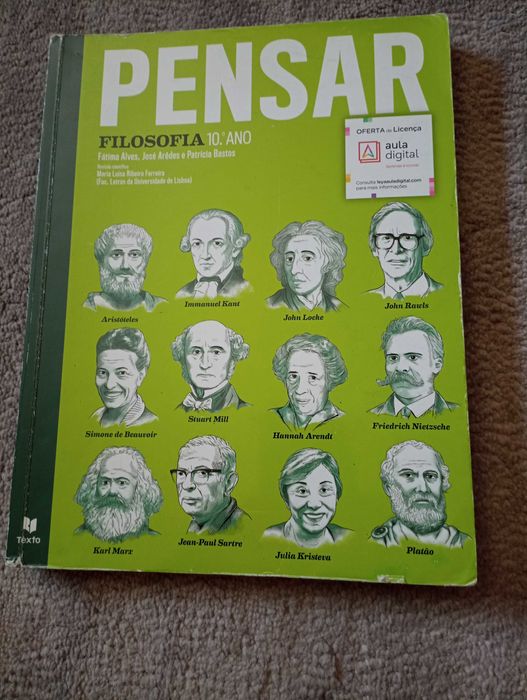 PENSAR
FILOSOFIA 10.º ANO
Fátima Alves, José Arêdes e Patrícia Bastos
Revisão científica:
Maria Luísa Ribeiro Ferreira
(Fac. Letras da Universidade de Lisboa)
OFERTA de Licença
aula
digital
Consulte leyaauladigital.com
para mais informações
Aristóteles
Immanuel Kant
John Locke
John Rawls
Simone de Beauvoir
Stuart Mill
Hannah Arendt
Friedrich Nietzsche
Karl Marx
Jean-Paul Sartre
Julia Kristeva
Platão
Texto